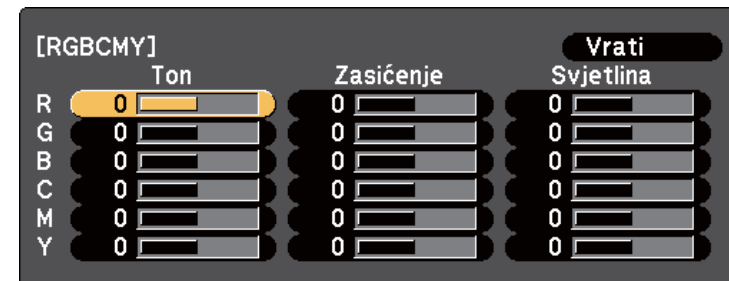 [RGBCMY] Vrati
Ton Zasićenje Svjetlina
R 0 0 0
G 0 0 0
B 0 0 0
C 0 0 0
M 0 0 0
Y 0 0 0